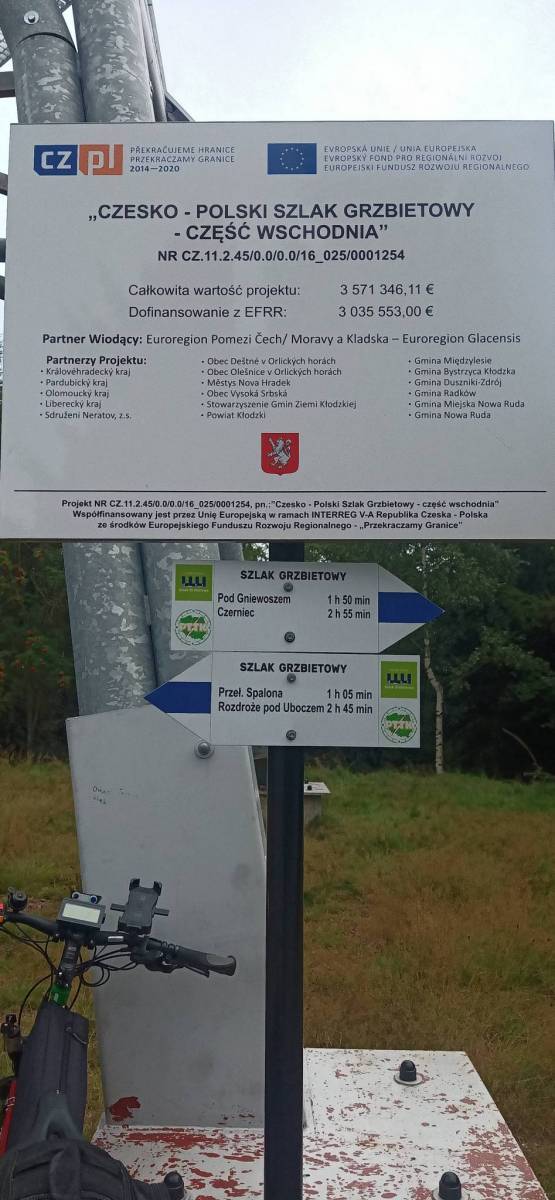 CZ pl
PŘEKRAČUJEME HRANICE
PRZEKRACZAMY GRANICE
2014—2020
EVROPSKÁ UNIE / UNIA EUROPEJSKA
EVROPSKÝ FOND PRO REGIONÁLNÍ ROZVOJ
EUROPEJSKI FUNDUSZ ROZWOJU REGIONALNEGO
„CZESKO - POLSKI SZLAK GRZBIETOWY
- CZĘŚĆ WSCHODNIA”
NR CZ.11.2.45/0.0/0.0/16_025/0001254
Całkowita wartość projektu: 3 571 346,11 €
Dofinansowanie z EFRR: 3 035 553,00 €
Partner Wiodący: Euroregion Pomezi Čech/ Moravy a Kladska – Euroregion Glacensis
Partnerzy Projektu:
• Královéhradecký kraj
• Pardubický kraj
• Olomoucký kraj
• Liberecký kraj
• Sdruženi Neratov, z.s.
• Obec Deštné v Orlických horách
• Obec Olešnice v Orlických horách
• Městys Nova Hradek
• Obec Vysoká Srbská
• Stowarzyszenie Gmin Ziemi Kłodzkiej
• Powiat Kłodzki
• Gmina Międzylesie
• Gmina Bystrzyca Kłodzka
• Gmina Duszniki-Zdrój
• Gmina Radków
• Gmina Miejska Nowa Ruda
• Gmina Nowa Ruda
Projekt NR CZ.11.2.45/0.0/0.0/16_025/0001254, pn.:"Czesko - Polski Szlak Grzbietowy - część wschodnia"
Współfinansowany jest przez Unię Europejską w ramach INTERREG V-A Republika Czeska - Polska
ze środków Europejskiego Funduszu Rozwoju Regionalnego - „Przekraczamy Granice”
SZLAK GRZBIETOWY
Pod Gniewoszem 1 h 50 min
Czerniec 2 h 55 min
PTTK
SZLAK GRZBIETOWY
Przeł. Spalona 1 h 05 min
Rozdroże pod Uboczem 2 h 45 min
PTTK